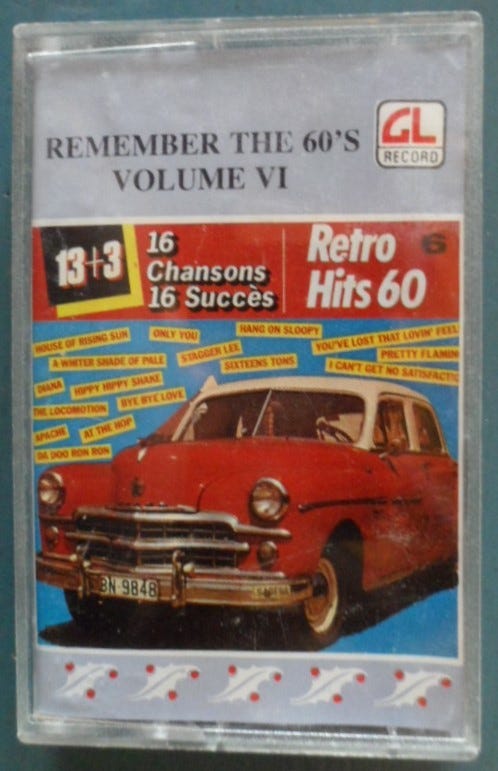 REMEMBER THE 60'S
VOLUME VI
GL
RECORD
13+3
16
Chansons
16 Succès
Retro 6
Hits 60
HOUSE OF RISING SUN
ONLY YOU
HANG ON SLOOPY
YOU'VE LOST THAT LOVIN' FEEL
A WHITER SHADE OF PALE
STAGGER LEE
PRETTY FLAMIN
SIXTEENS TONS
I CAN'T GET NO SATISFACTIO
DIANA
HIPPY HIPPY SHAKE
THE LOCOMOTION
BYE BYE LOVE
APACHE
AT THE HOP
DA DOO RON RON
BN-9848